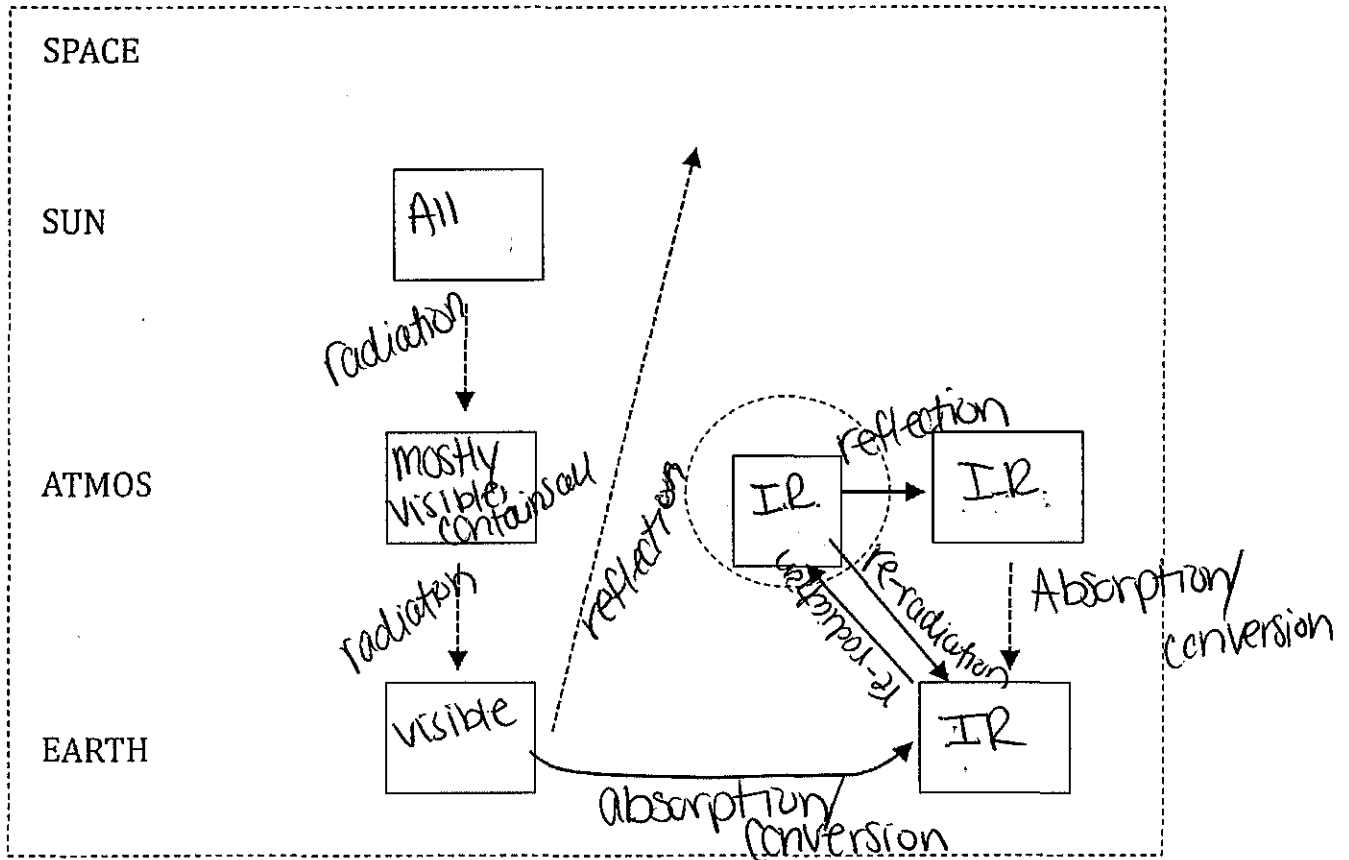 SPACE
SUN
All
radiation
ATMOS
mostly
visible,
contains all
reflection
I.R.
reflection
I.R.
radiation
re-radiation
re-radiation
Absorption/
conversion
EARTH
visible
IR
absorption/
conversion